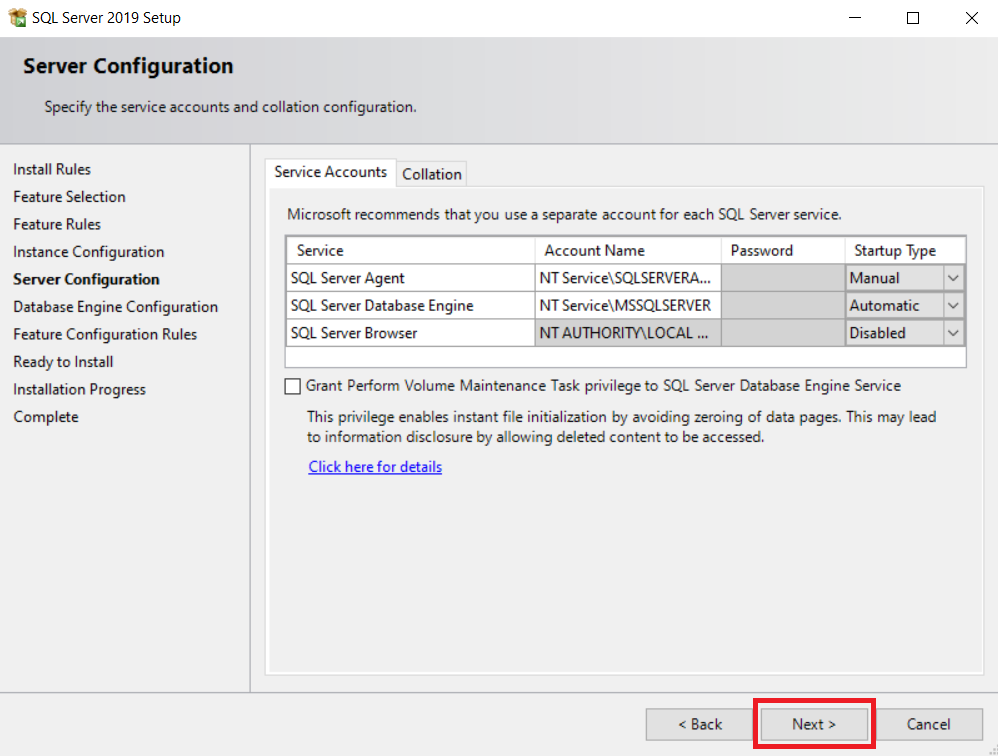 SQL Server 2019 Setup
Server Configuration
Specify the service accounts and collation configuration.
Install Rules
Feature Selection
Feature Rules
Instance Configuration
Server Configuration
Database Engine Configuration
Feature Configuration Rules
Ready to Install
Installation Progress
Complete
Service Accounts Collation
Microsoft recommends that you use a separate account for each SQL Server service.
Service Account Name Password Startup Type
SQL Server Agent NT Service\SQLSERVERA... Manual
SQL Server Database Engine NT Service\MSSQLSERVER Automatic
SQL Server Browser NT AUTHORITY\LOCAL ... Disabled
Grant Perform Volume Maintenance Task privilege to SQL Server Database Engine Service
This privilege enables instant file initialization by avoiding zeroing of data pages. This may lead
to information disclosure by allowing deleted content to be accessed.
Click here for details
< Back Next > Cancel